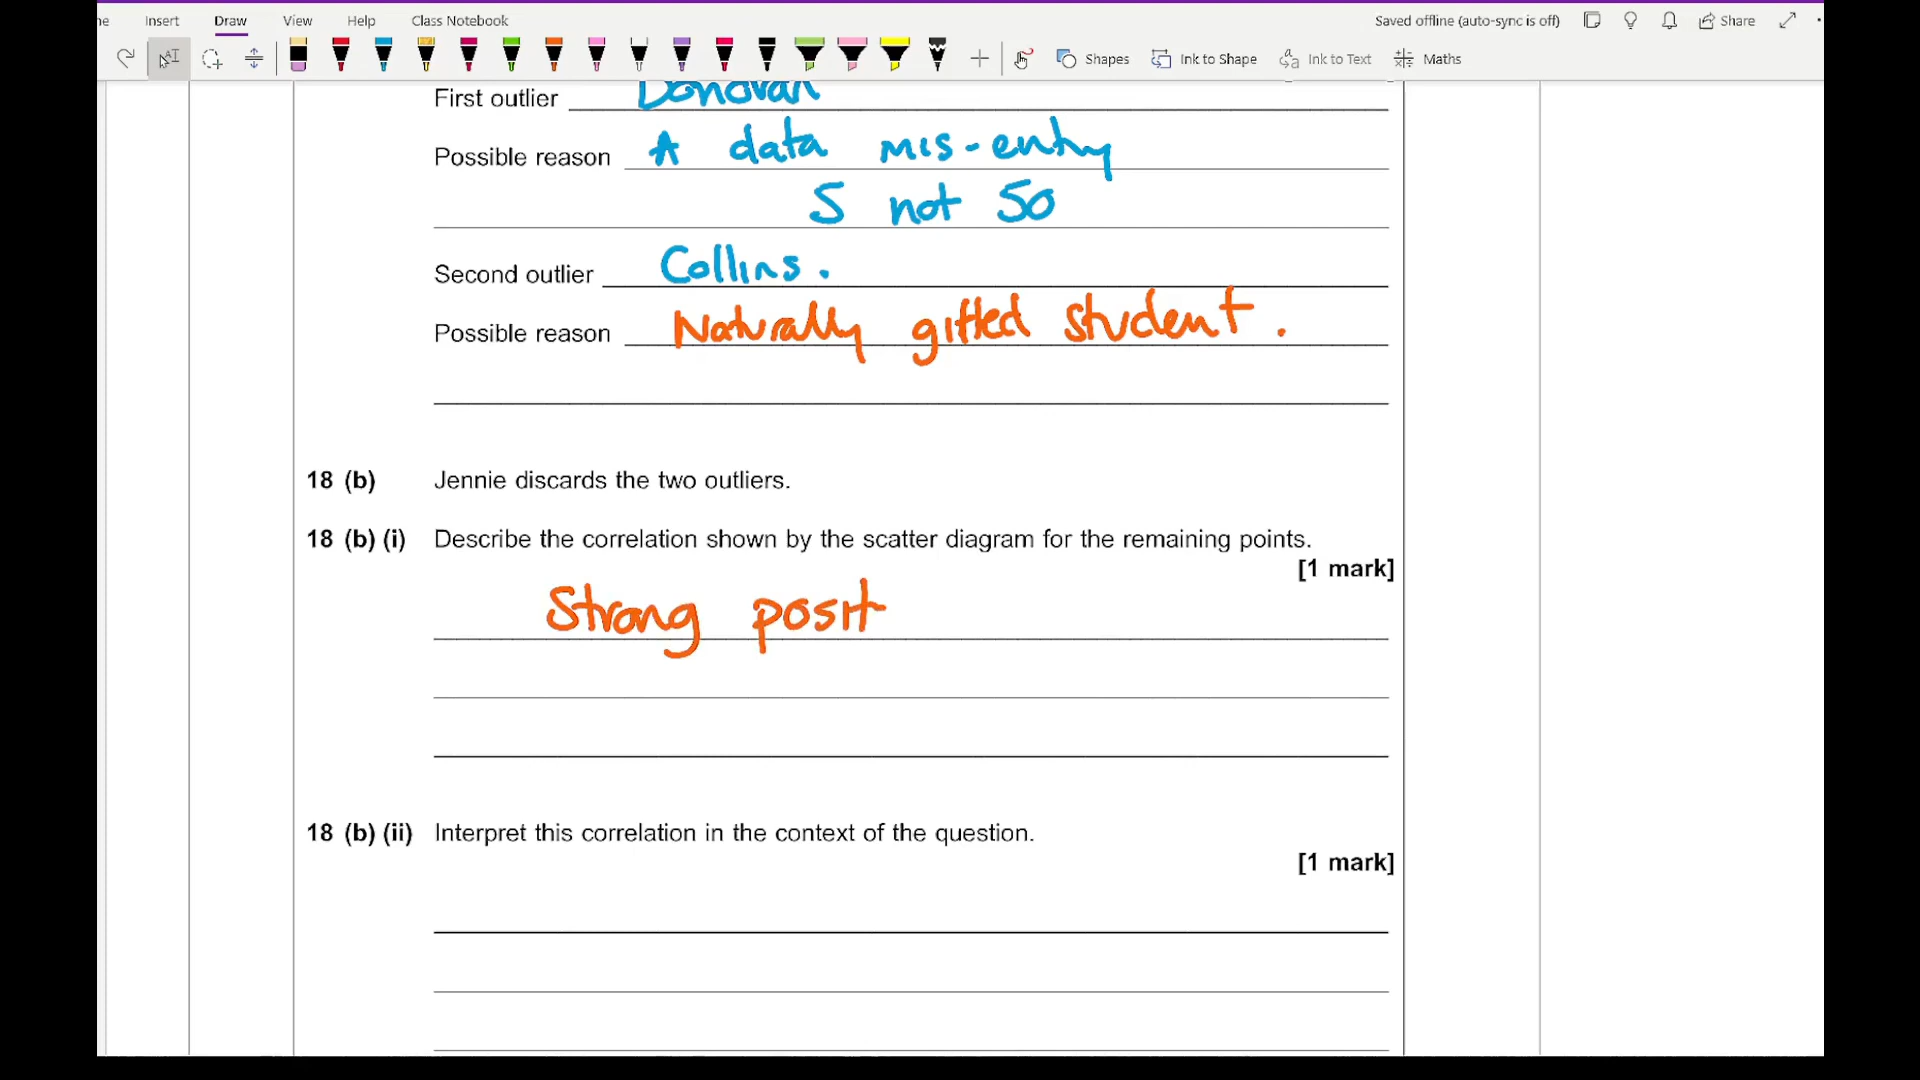 Insert Draw View Help Class Notebook Saved offline (auto-sync is off) Share
Shapes Ink to Shape Ink to Text Maths
First outlier Donovan
Possible reason A data mis-entry
5 not 50
Second outlier Collins.
Possible reason Naturally gifted student.
18 (b) Jennie discards the two outliers.
18 (b) (i) Describe the correlation shown by the scatter diagram for the remaining points.
[1 mark]
Strong posit
18 (b) (ii) Interpret this correlation in the context of the question.
[1 mark]